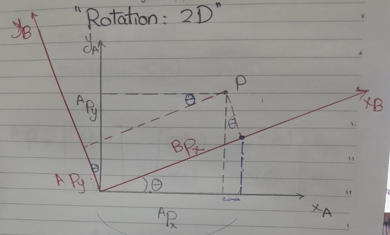 "Rotation: 2D"
yB
yA
P
APy
θ
xB
θ
BPx
θ
APy
θ
xA
APx